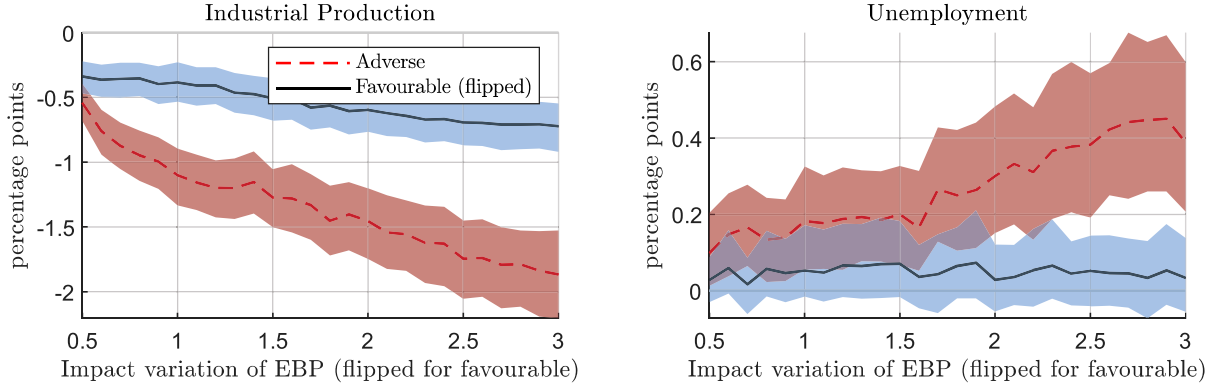 Industrial Production
-0
-0.5
-1
-1.5
-2
percentage points
Adverse
Favourable (flipped)
0.5 1 1.5 2 2.5 3
Impact variation of EBP (flipped for favourable)
Unemployment
0.6
0.4
0.2
0
percentage points
0.5 1 1.5 2 2.5 3
Impact variation of EBP (flipped for favourable)